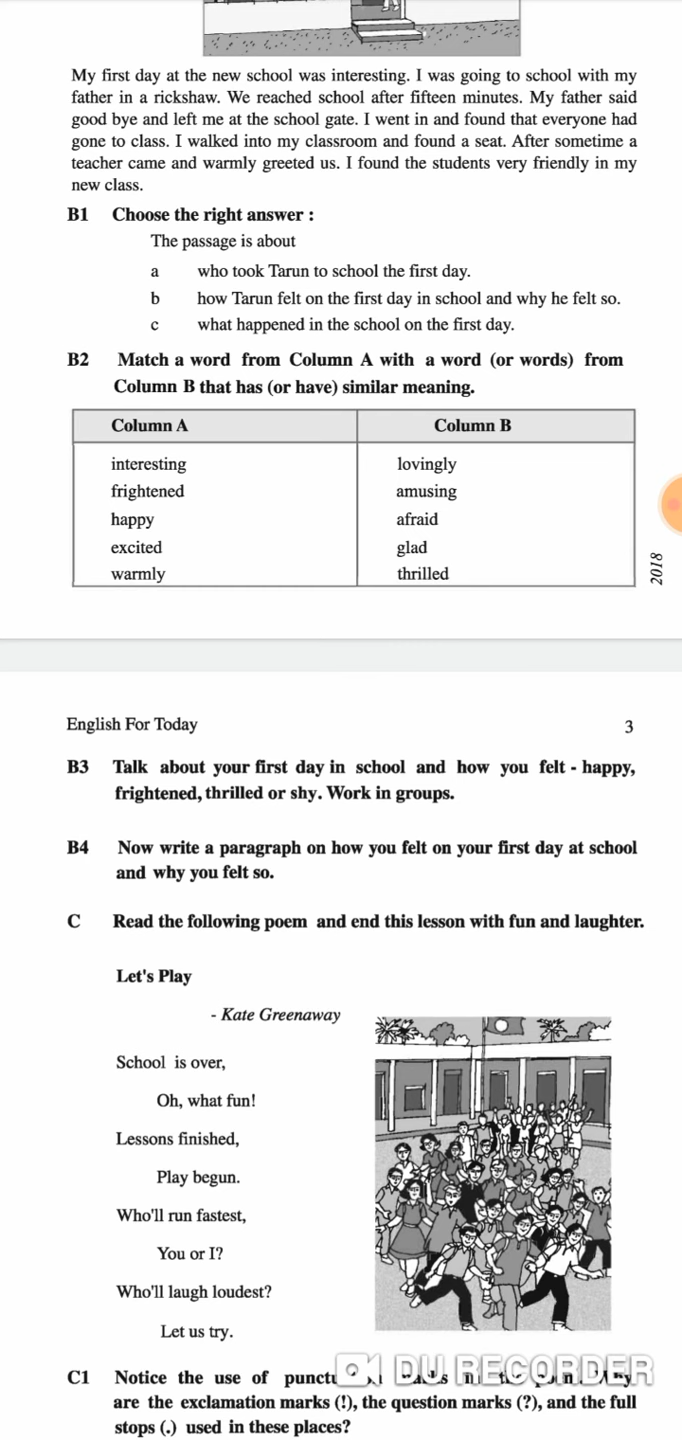 My first day at the new school was interesting. I was going to school with my
father in a rickshaw. We reached school after fifteen minutes. My father said
good bye and left me at the school gate. I went in and found that everyone had
gone to class. I walked into my classroom and found a seat. After sometime a
teacher came and warmly greeted us. I found the students very friendly in my
new class.
B1 Choose the right answer :
The passage is about
a who took Tarun to school the first day.
b how Tarun felt on the first day in school and why he felt so.
c what happened in the school on the first day.
B2 Match a word from Column A with a word (or words) from
Column B that has (or have) similar meaning.
Column A Column B
interesting lovingly
frightened amusing
happy afraid
excited glad
warmly thrilled
2018
English For Today 3
B3 Talk about your first day in school and how you felt - happy,
frightened, thrilled or shy. Work in groups.
B4 Now write a paragraph on how you felt on your first day at school
and why you felt so.
C Read the following poem and end this lesson with fun and laughter.
Let's Play
- Kate Greenaway
School is over,
Oh, what fun!
Lessons finished,
Play begun.
Who'll run fastest,
You or I?
Who'll laugh loudest?
Let us try.
DU RECORDER
C1 Notice the use of
are the exclamation marks (!), the question marks (?), and the full
stops (.) used in these places?